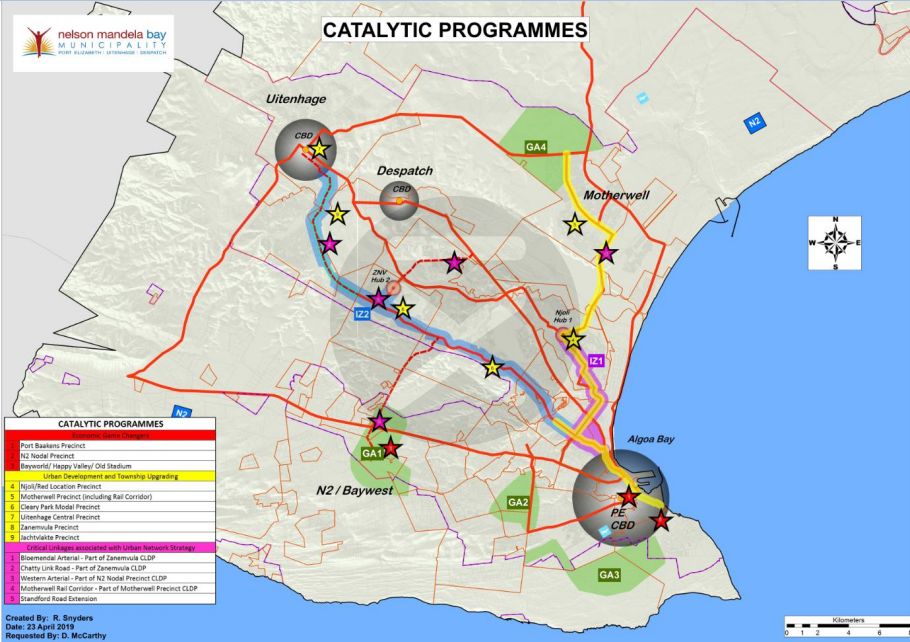 nelson mandela bay
MUNICIPALITY
PORT ELIZABETH | UITENHAGE | DESPATCH
CATALYTIC PROGRAMMES
N2
Uitenhage
CBD
Despatch
CBD
GA4
Motherwell
N
W E
S
ZNV
Hub 2
IZ2
Njoli
Hub 1
IZ1
N2
GA1
N2 / Baywest
GA2
Algoa Bay
PE
CBD
GA3
CATALYTIC PROGRAMMES
Economic Game Changers
1 Port Baakens Precinct
2 N2 Nodal Precinct
3 Bayworld/ Happy Valley/ Old Stadium
Urban Development and Township Upgrading
4 Njoli/Red Location Precinct
5 Motherwell Precinct (including Rail Corridor)
6 Cleary Park Modal Precinct
7 Uitenhage Central Precinct
8 Zanemvula Precinct
9 Jachtvlakte Precinct
Critical Linkages associated with Urban Network Strategy
1 Bloemendal Arterial - Part of Zanemvula CLDP
2 Chatty Link Road - Part of Zanemvula CLDP
3 Western Arterial - Part of N2 Nodal Precinct CLDP
4 Motherwell Rail Corridor - Part of Motherwell Precinct CLDP
5 Standford Road Extension
Created By: R. Snyders
Date: 23 April 2019
Requested By: D. McCarthy
Kilometers
0 1 2 4 6